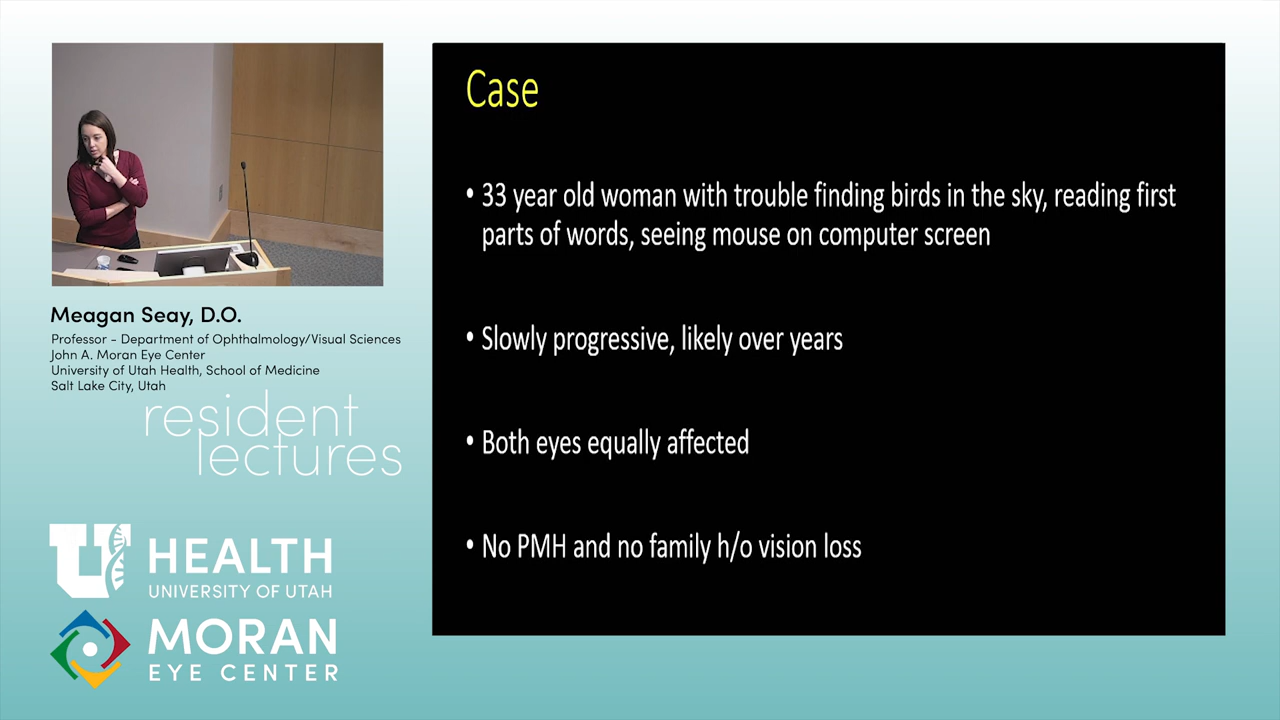 Case
• 33 year old woman with trouble finding birds in the sky, reading first
parts of words, seeing mouse on computer screen
• Slowly progressive, likely over years
• Both eyes equally affected
• No PMH and no family h/o vision loss
Meagan Seay, D.O.
Professor - Department of Ophthalmology/Visual Sciences
John A. Moran Eye Center
University of Utah Health, School of Medicine
Salt Lake City, Utah
resident
lectures
U HEALTH
UNIVERSITY OF UTAH
MORAN
EYE CENTER